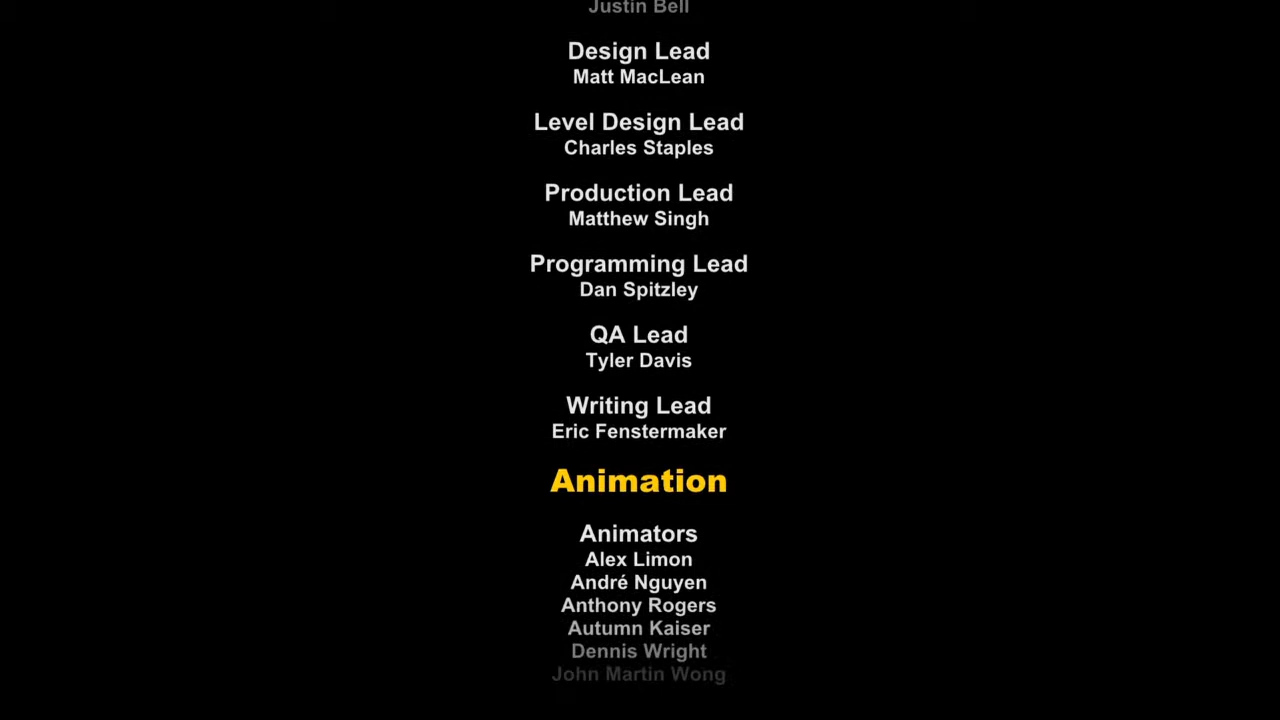 Justin Bell
Design Lead
Matt MacLean
Level Design Lead
Charles Staples
Production Lead
Matthew Singh
Programming Lead
Dan Spitzley
QA Lead
Tyler Davis
Writing Lead
Eric Fenstermaker
Animation
Animators
Alex Limon
André Nguyen
Anthony Rogers
Autumn Kaiser
Dennis Wright
John Martin Wong